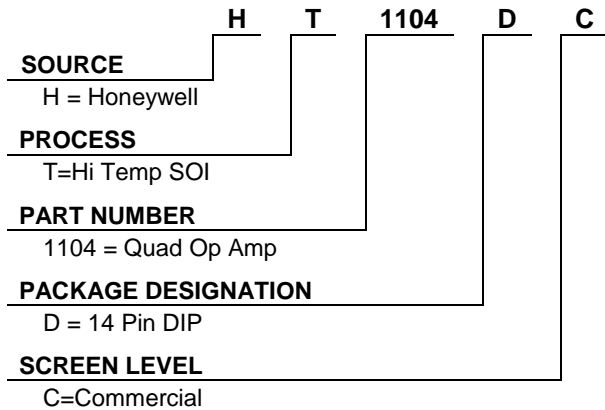 H T 1104 D C
SOURCE
H = Honeywell
PROCESS
T=Hi Temp SOI
PART NUMBER
1104 = Quad Op Amp
PACKAGE DESIGNATION
D = 14 Pin DIP
SCREEN LEVEL
C=Commercial